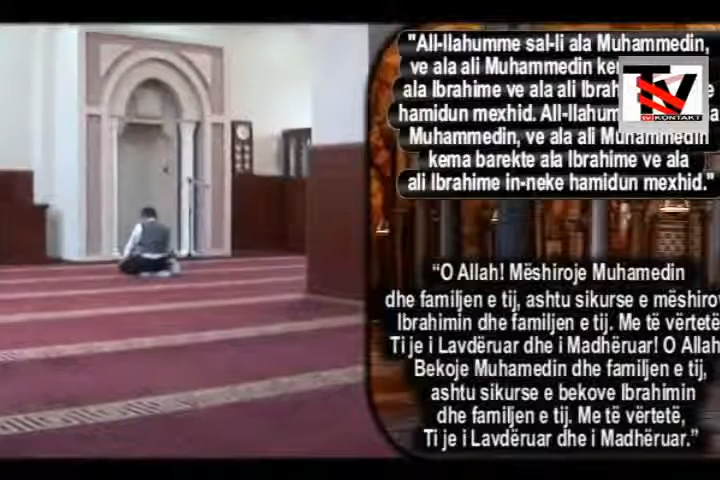 "All-llahumme sal-li ala Muhammedin,
ve ala ali Muhammedin
ala Ibrahime ve ala ali
hamidun mexhid.
Muhammedin, ve ala ali Muhammedin
kema barekte ala Ibrahime ve ala
ali Ibrahime in-neke hamidun mexhid."
TV KONTAKT
“O Allah! Mëshiroje Muhamedin
dhe familjen e tij, ashtu sikurse e
Ibrahimin dhe familjen e tij. Me të vërtetë
Ti je i Lavdëruar dhe i Madhëruar! O Allah
Bekoje Muhamedin dhe familjen e tij,
ashtu sikurse e bekove Ibrahimin
dhe familjen e tij. Me të vërtetë,
Ti je i Lavdëruar dhe i Madhëruar.”